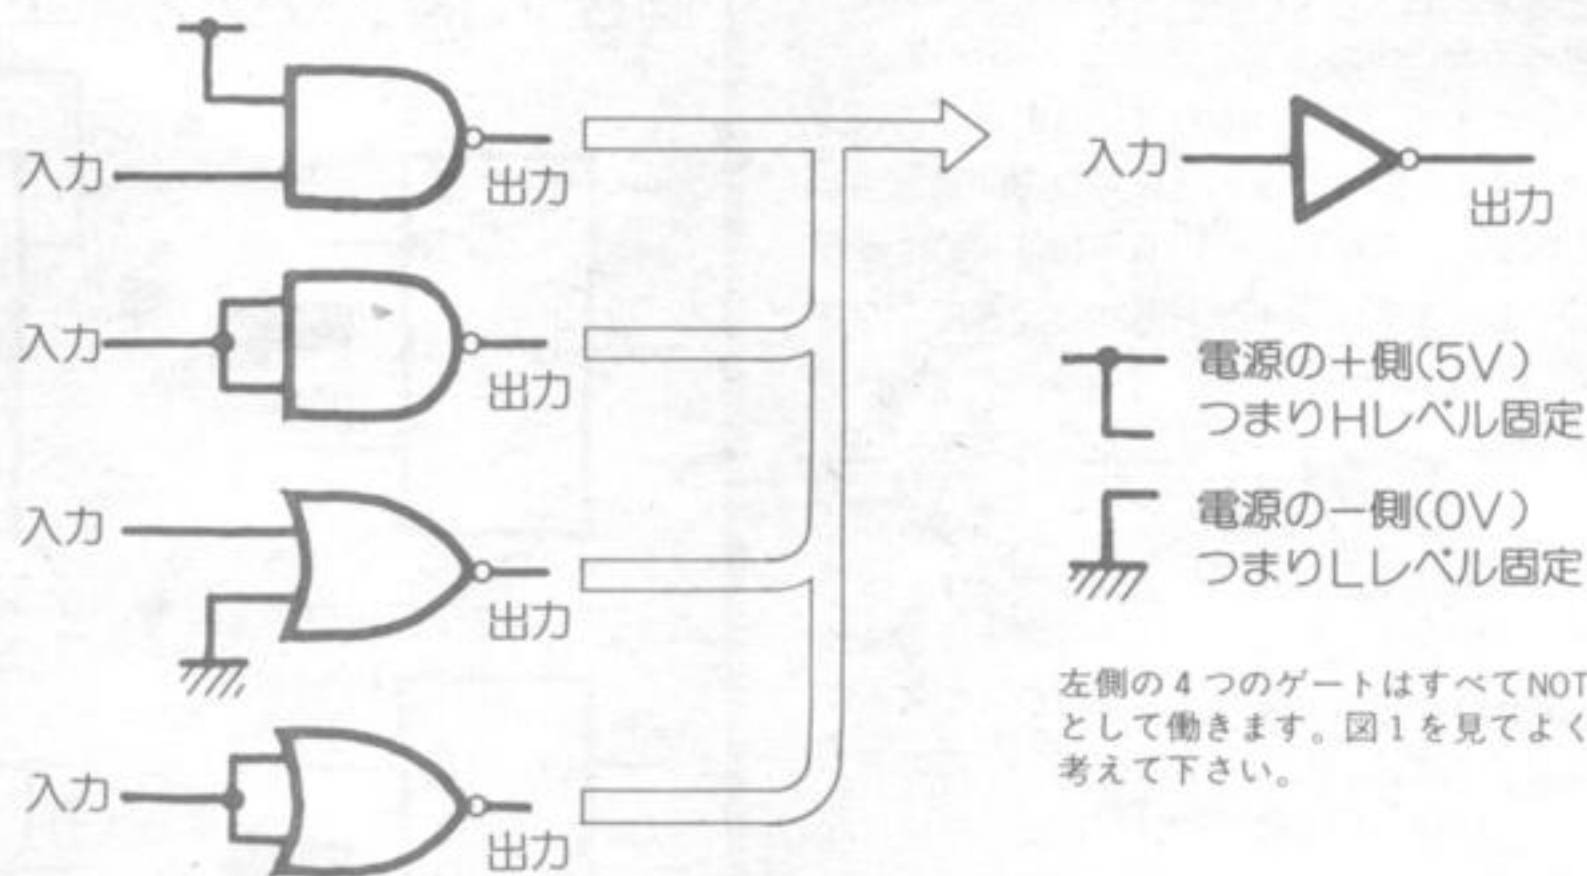 入力
出力
入力
出力
入力
出力
入力
出力
入力
出力
電源の＋側(5V)
つまりHレベル固定
電源の－側(0V)
つまりLレベル固定
左側の4つのゲートはすべてNOT
として働きます。図1を見てよく
考えて下さい。